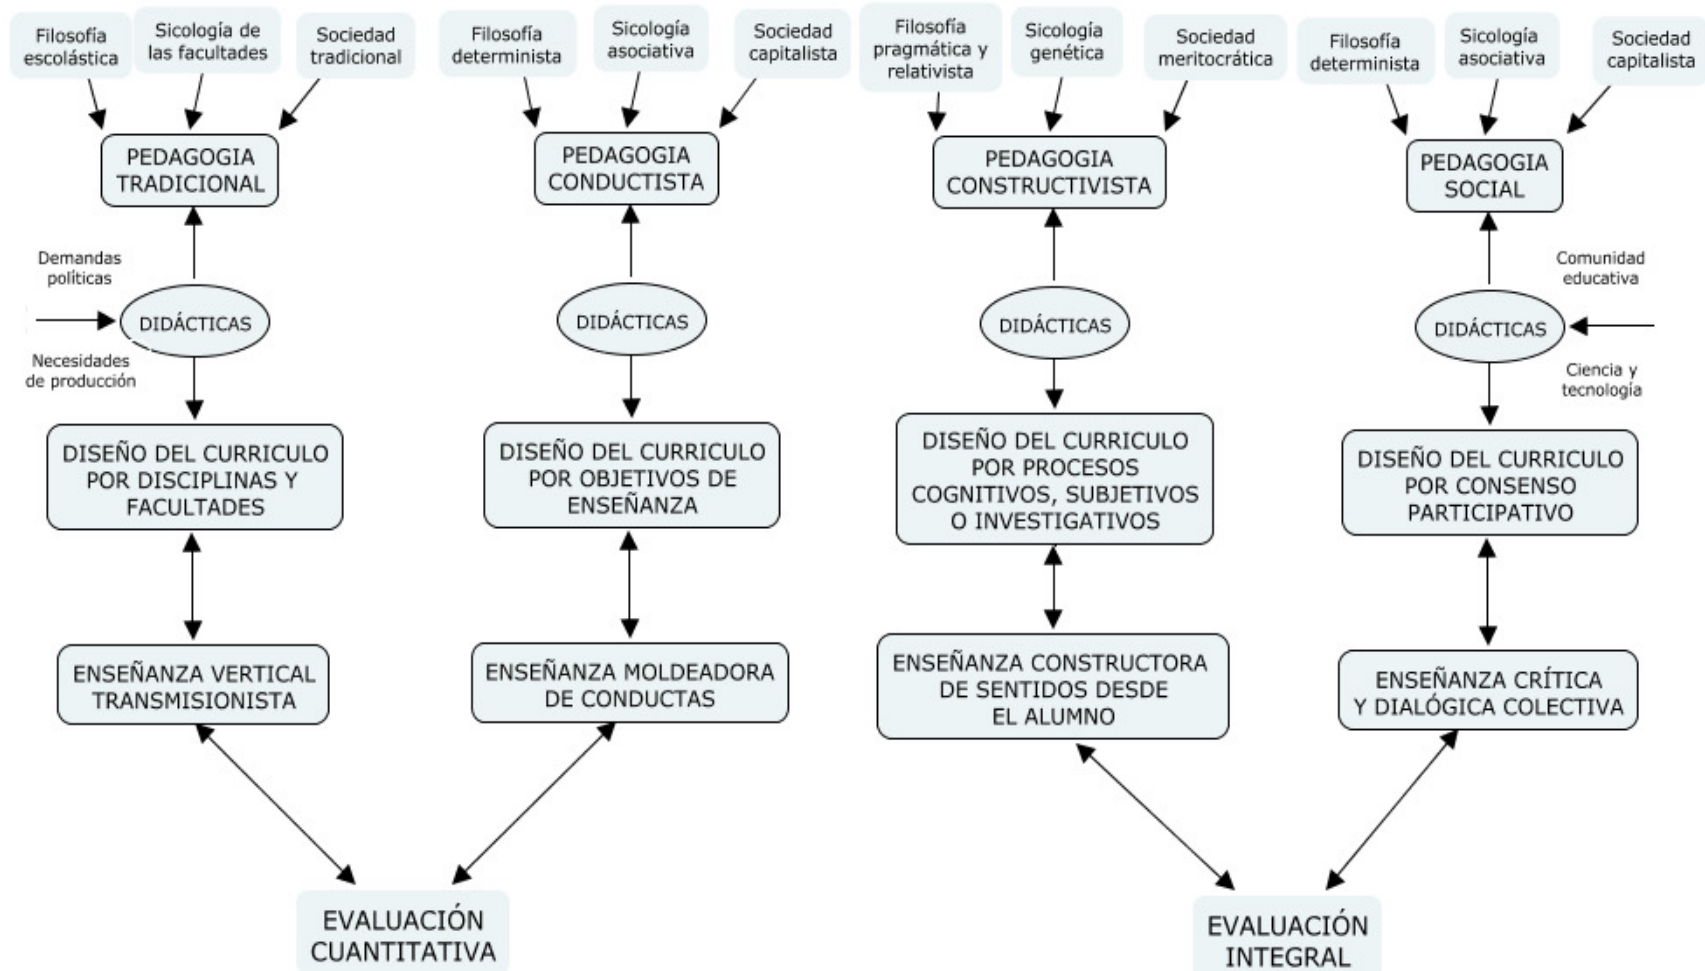 Filosofía
escolástica
Sicología de
las facultades
Sociedad
tradicional
Filosofía
determinista
Sicología
asociativa
Sociedad
capitalista
Filosofía
pragmática y
relativista
Sicología
genética
Sociedad
meritocrática
Filosofía
determinista
Sicología
asociativa
Sociedad
capitalista
PEDAGOGIA
TRADICIONAL
PEDAGOGIA
CONDUCTISTA
PEDAGOGIA
CONSTRUCTIVISTA
PEDAGOGIA
SOCIAL
Demandas
políticas
Necesidades
de producción
DIDÁCTICAS
DIDÁCTICAS
DIDÁCTICAS
DIDÁCTICAS
Comunidad
educativa
Ciencia y
tecnología
DISEÑO DEL CURRICULO
POR DISCIPLINAS Y
FACULTADES
DISEÑO DEL CURRICULO
POR OBJETIVOS DE
ENSEÑANZA
DISEÑO DEL CURRICULO
POR PROCESOS
COGNITIVOS, SUBJETIVOS
O INVESTIGATIVOS
DISEÑO DEL CURRICULO
POR CONSENSO
PARTICIPATIVO
ENSEÑANZA VERTICAL
TRANSMISIONISTA
ENSEÑANZA MOLDEADORA
DE CONDUCTAS
ENSEÑANZA CONSTRUCTORA
DE SENTIDOS DESDE
EL ALUMNO
ENSEÑANZA CRÍTICA
Y DIALÓGICA COLECTIVA
EVALUACIÓN
CUANTITATIVA
EVALUACIÓN
INTEGRAL